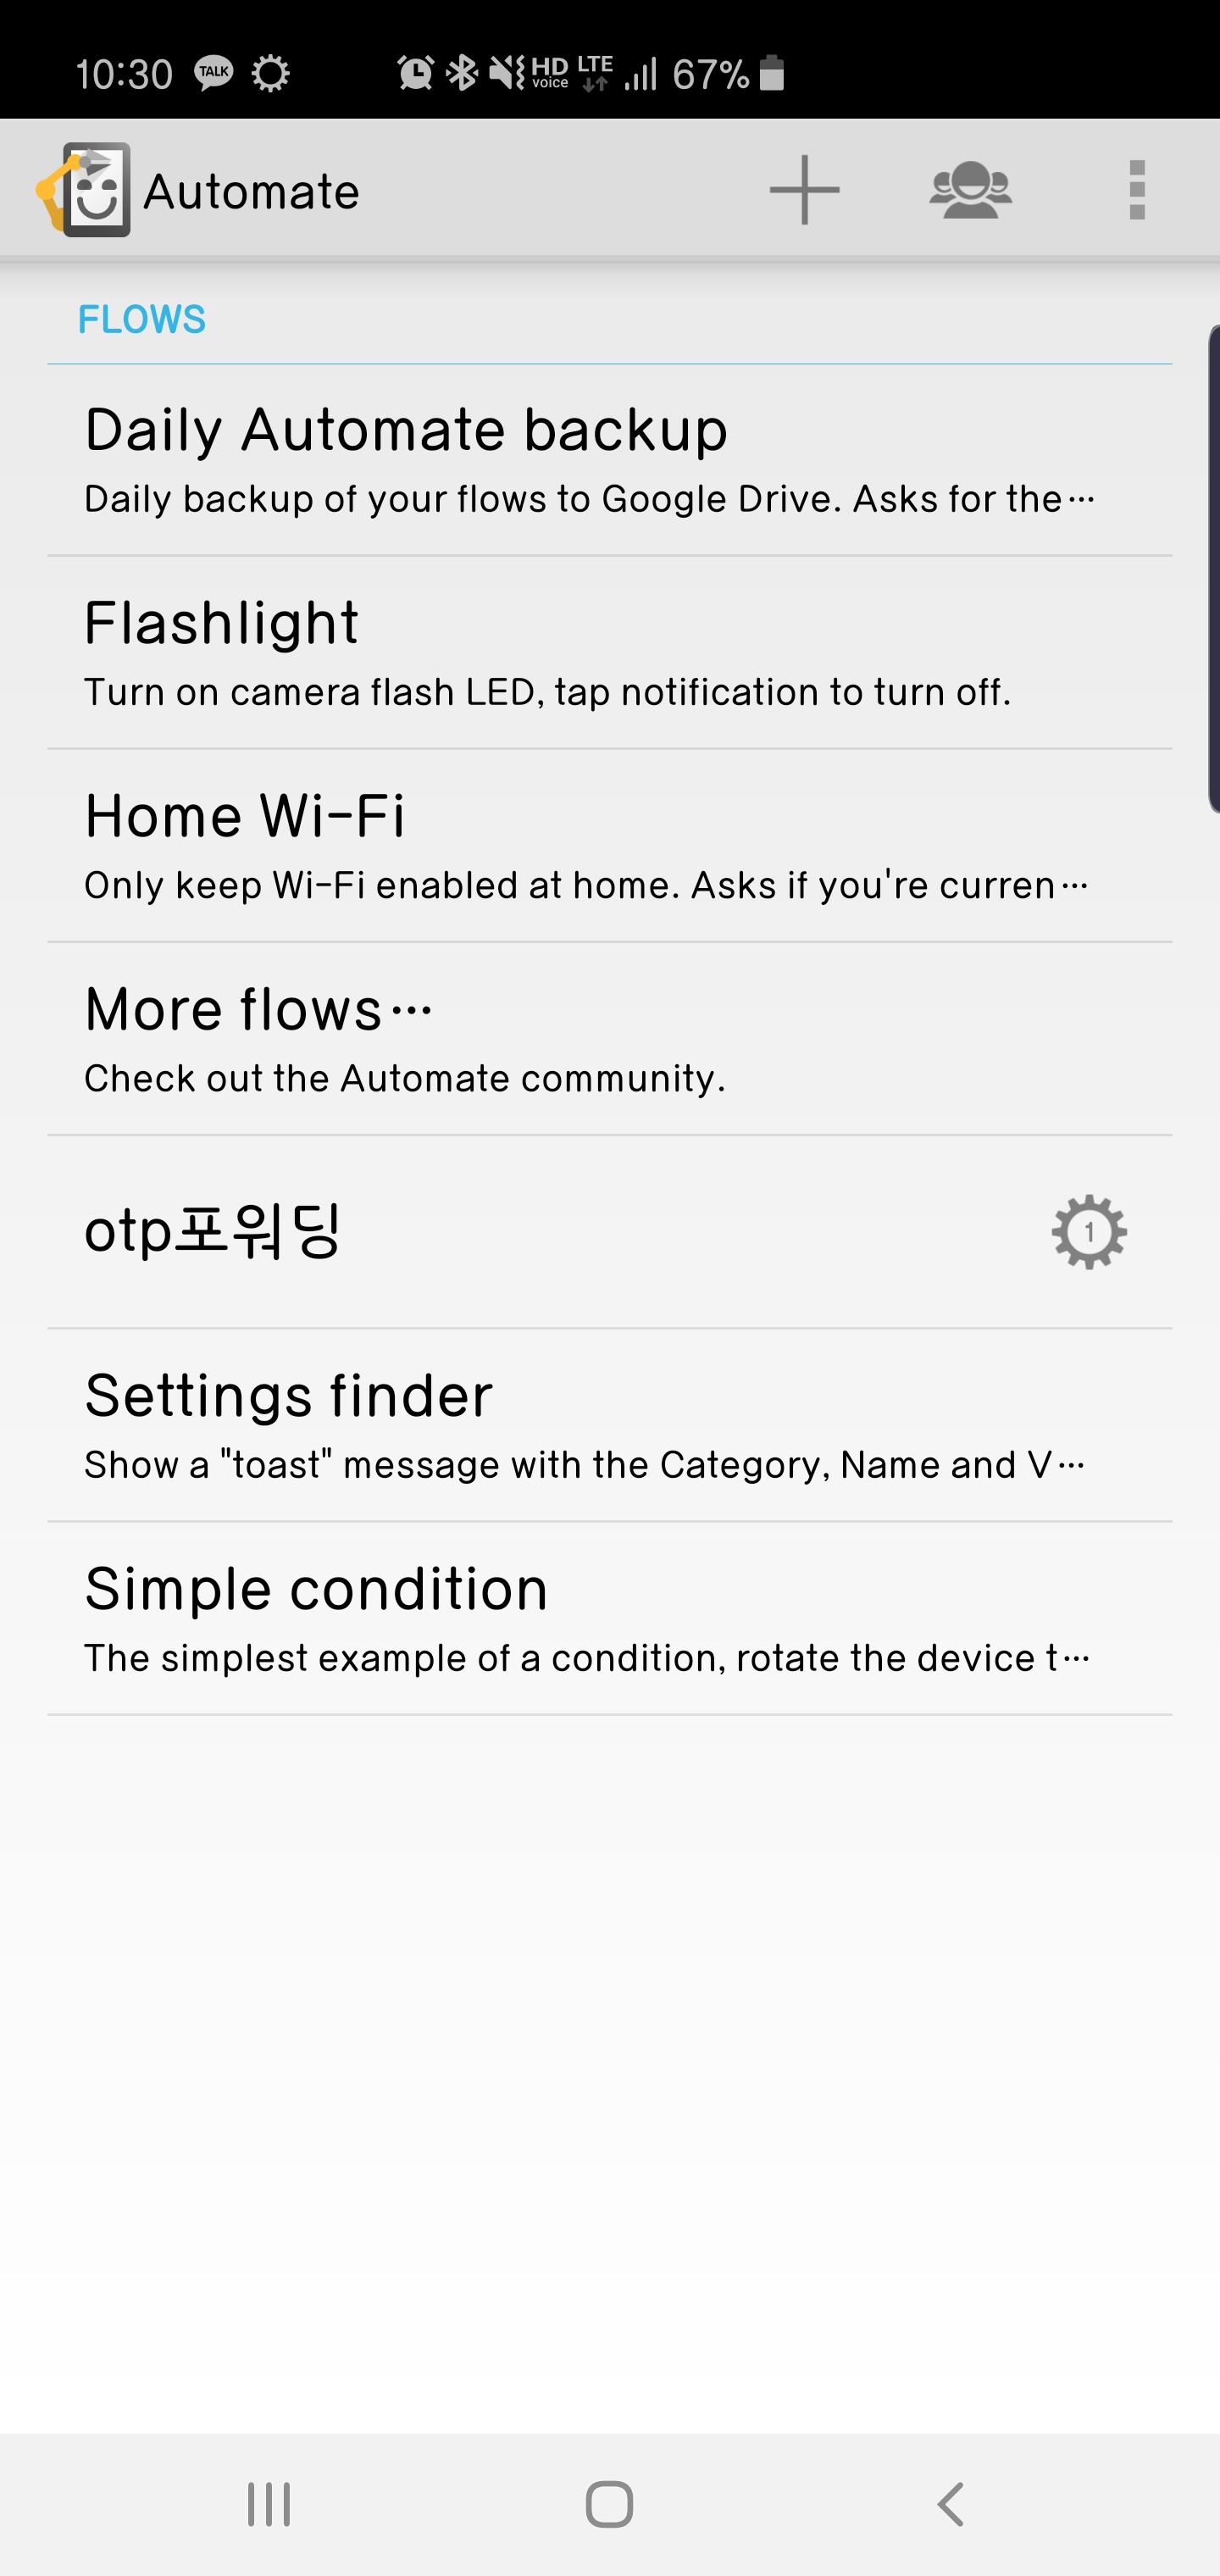 10:30 TALK HD voice LTE 67%
Automate
FLOWS
Daily Automate backup
Daily backup of your flows to Google Drive. Asks for the…
Flashlight
Turn on camera flash LED, tap notification to turn off.
Home Wi-Fi
Only keep Wi-Fi enabled at home. Asks if you're curren…
More flows…
Check out the Automate community.
otp포워딩
1
Settings finder
Show a "toast" message with the Category, Name and V…
Simple condition
The simplest example of a condition, rotate the device t…